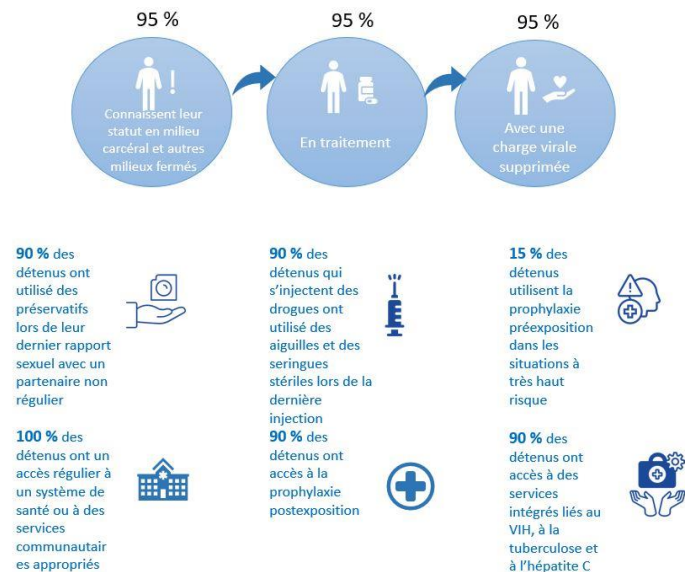 95 %
95 %
95 %
Connaissent leur
statut en milieu
carcéral et autres
milieux fermés
En traitement
Avec une
charge virale
supprimée
90 % des
détenus ont
utilisé des
préservatifs
lors de leur
dernier rapport
sexuel avec un
partenaire non
régulier
90 % des
détenus qui
s'injectent des
drogues ont
utilisé des
aiguilles et des
seringues
stériles lors de la
dernière
injection
15 % des
détenus
utilisent la
prophylaxie
préexposition
dans les
situations à
très haut
risque
100 % des
détenus ont un
accès régulier à
un système de
santé ou à des
services
communautair
es appropriés
90 % des
détenus ont
accès à la
prophylaxie
postexposition
90 % des
détenus ont
accès à des
services
intégrés liés au
VIH, à la
tuberculose et
à l'hépatite C